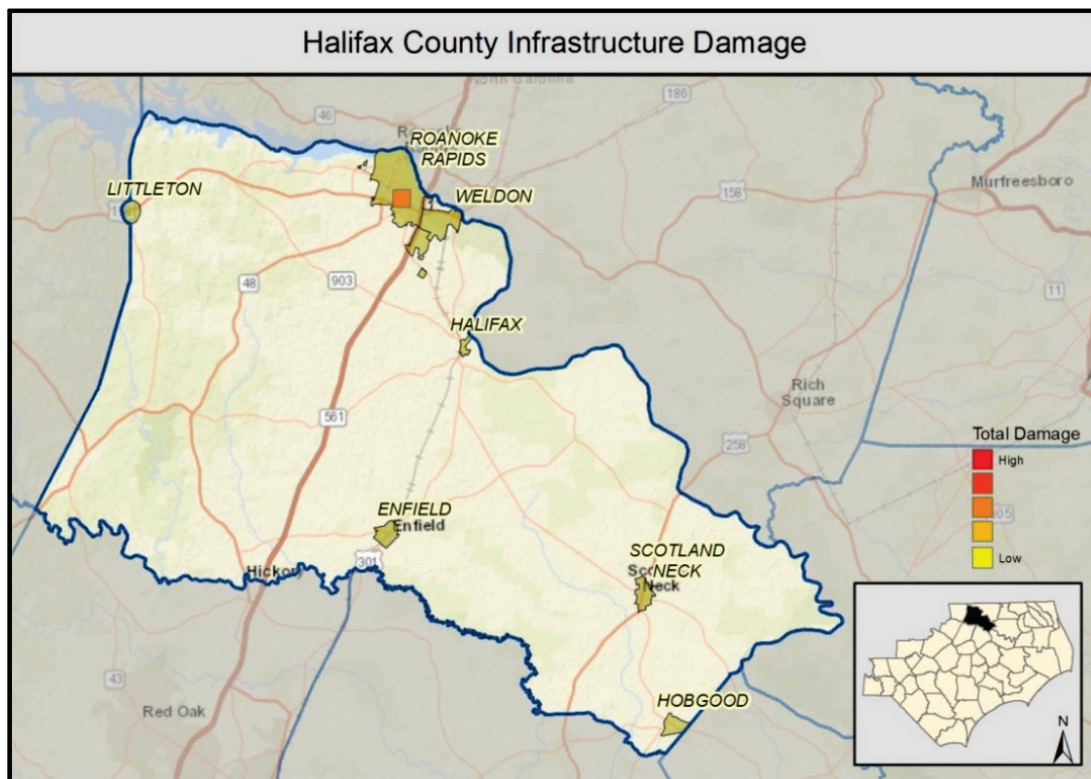 Halifax County Infrastructure Damage
North Carolina
46
186
ROANOKE
RAPIDS
LITTLETON
WELDON
158
Murfreesboro
48
903
11
HALIFAX
Rich
Square
561
258
Total Damage
High
Low
ENFIELD
Enfield
SCOTLAND
NECK
Neck
Hickory
301
43
Red Oak
HOBGOOD
N